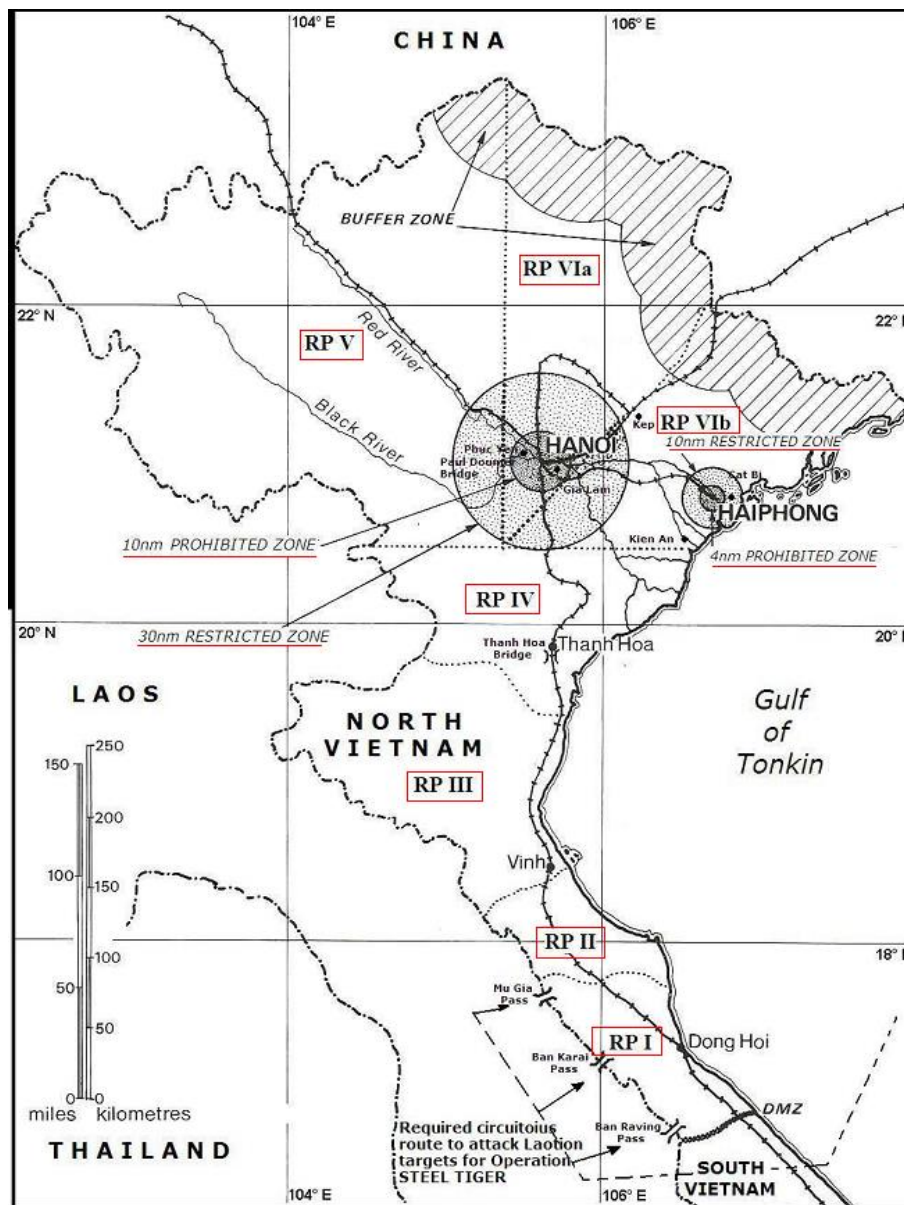 104° E
106° E
CHINA
BUFFER ZONE
RP VIa
22° N
22° N
Red River
RP V
Black River
Kep
RP VIb
10nm RESTRICTED ZONE
HANOI
Phuc Yen
Paul Doumer
Bridge
Gia Lam
Cat Bi
HAIPHONG
10nm PROHIBITED ZONE
Kien An
4nm PROHIBITED ZONE
RP IV
20° N
20° N
30nm RESTRICTED ZONE
Thanh Hoa
Bridge
Thanh Hoa
LAOS
NORTH
VIETNAM
Gulf
of
Tonkin
RP III
150
250
200
100
150
100
50
50
0
0
miles
kilometres
Vinh
RP II
18° N
Mu Gia
Pass
RP I
Dong Hoi
Ban Karai
Pass
DMZ
Ban Raving
Pass
Required circuitoius
route to attack Laotion
targets for Operation
STEEL TIGER
THAILAND
SOUTH
VIETNAM
104° E
106° E